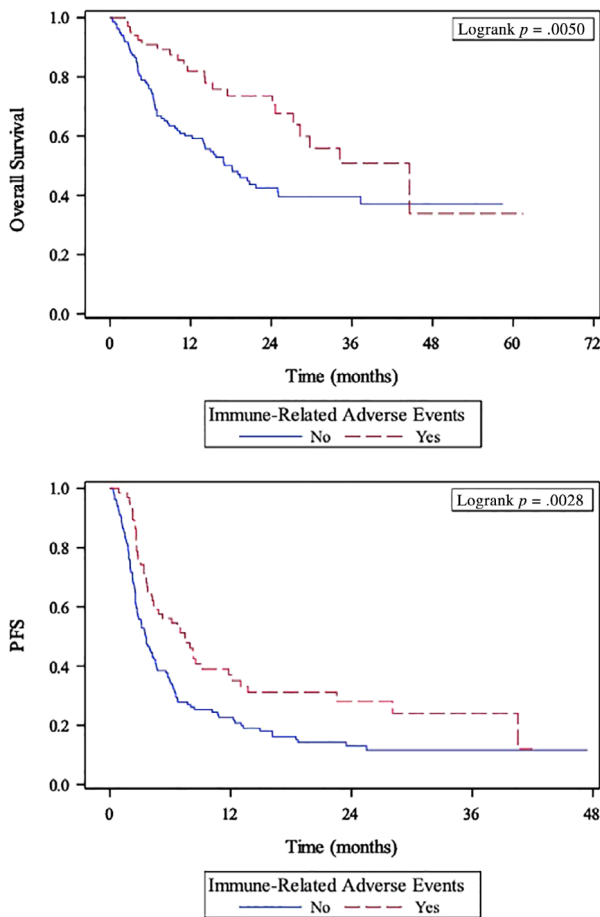 Logrank p = .0050
Overall Survival
1.0
0.8
0.6
0.4
0.2
0.0
0 12 24 36 48 60 72
Time (months)
Immune-Related Adverse Events
No Yes
Logrank p = .0028
PFS
1.0
0.8
0.6
0.4
0.2
0.0
0 12 24 36 48
Time (months)
Immune-Related Adverse Events
No Yes